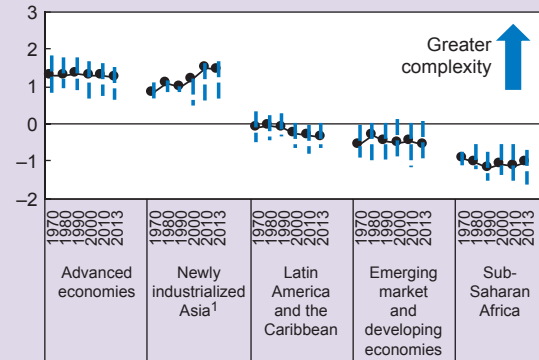 3
2
1
0
–1
–2
Greater
complexity
1970
1980
1990
2000
2010
2013
1970
1980
1990
2000
2010
2013
1970
1980
1990
2000
2010
2013
1970
1980
1990
2000
2010
2013
1970
1980
1990
2000
2010
2013
Advanced
economies
Newly
industrialized
Asia¹
Latin
America
and the
Caribbean
Emerging
market
and
developing
economies
Sub-
Saharan
Africa